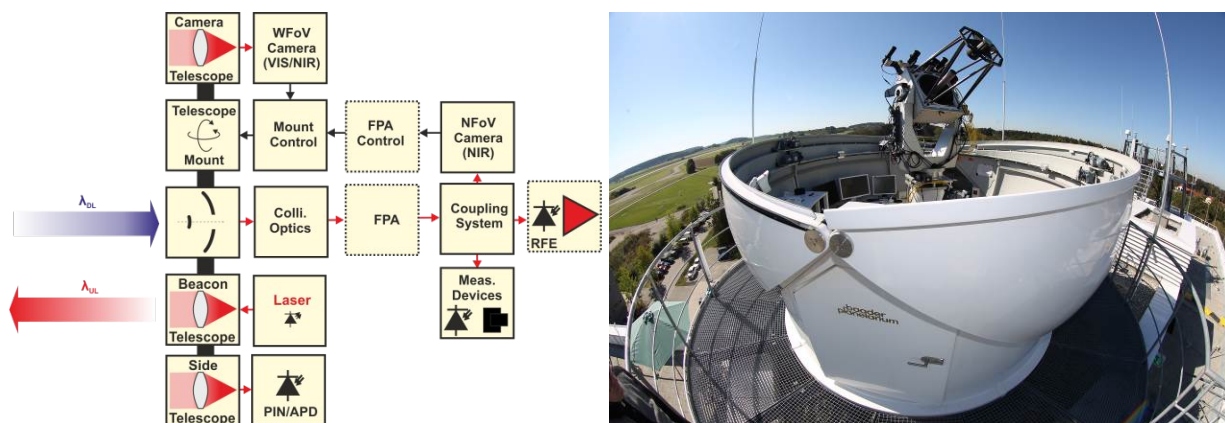 Camera
Telescope
WFoV
Camera
(VIS/NIR)
Telescope
Mount
Mount
Control
FPA
Control
NFoV
Camera
(NIR)
λDL
Colli.
Optics
FPA
Coupling
System
RFE
λUL
Beacon
Telescope
Laser
Meas.
Devices
Side
Telescope
PIN/APD
baader
planetarium